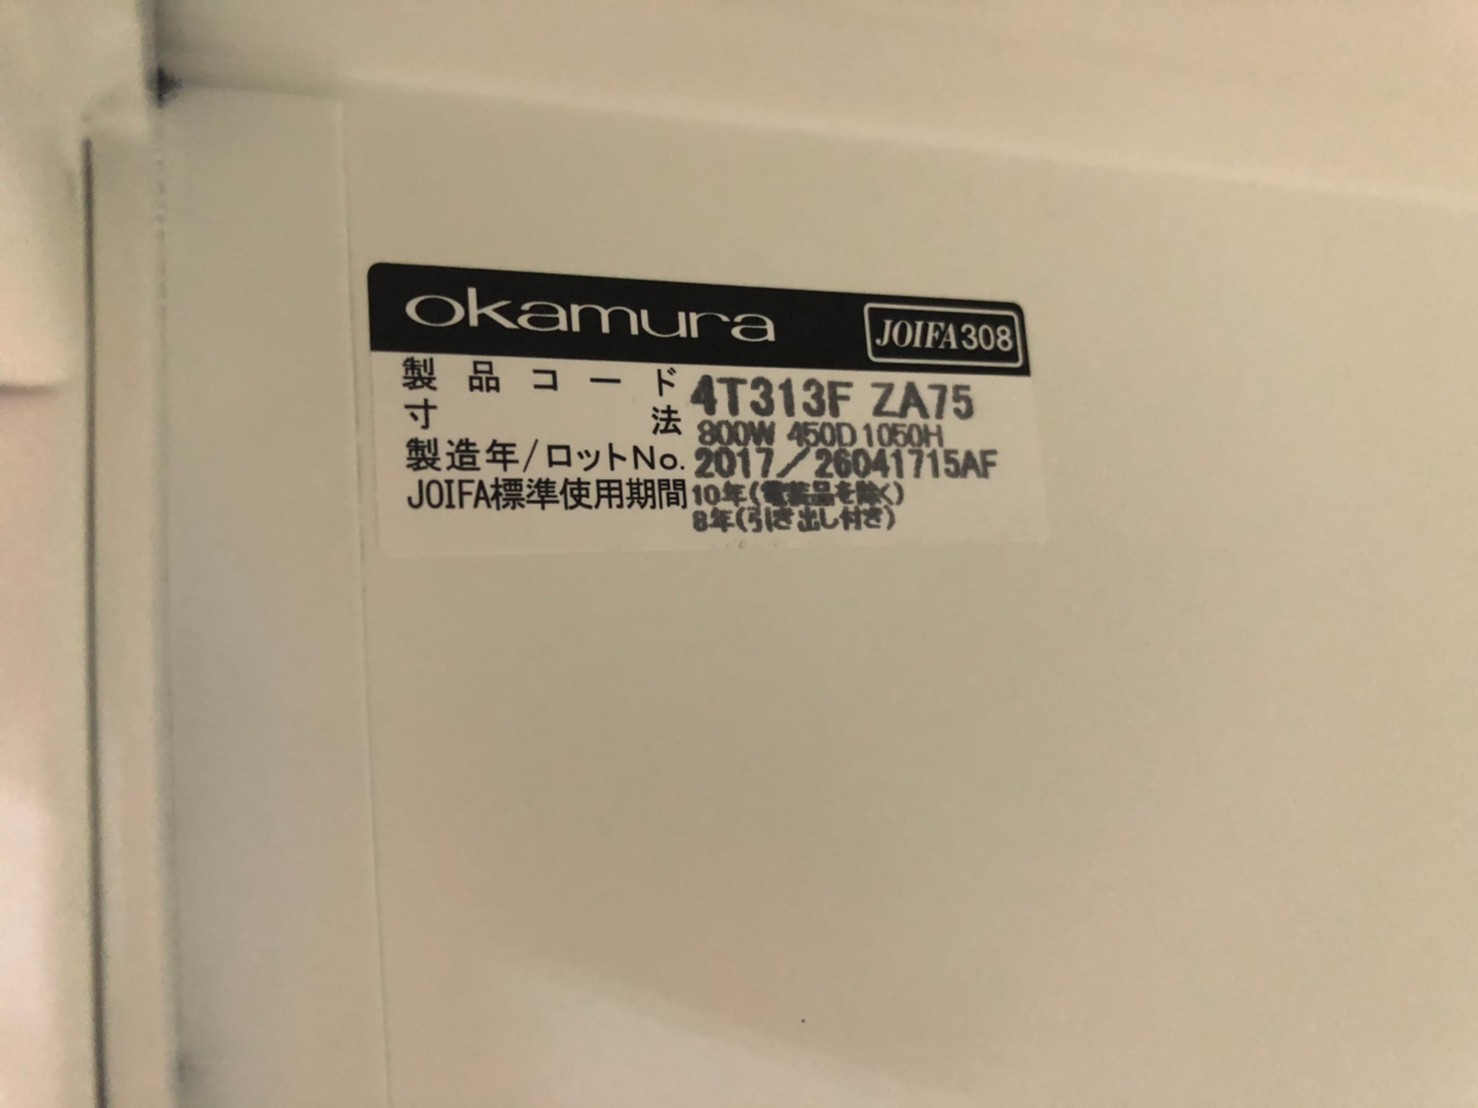 okamura JOIFA308
製品コード 4T313F ZA75
寸法 800W 450D 1050H
製造年/ロットNo. 2017/26041715AF
JOIFA標準使用期間 10年(電装品を除く)
8年(引き出し付き)